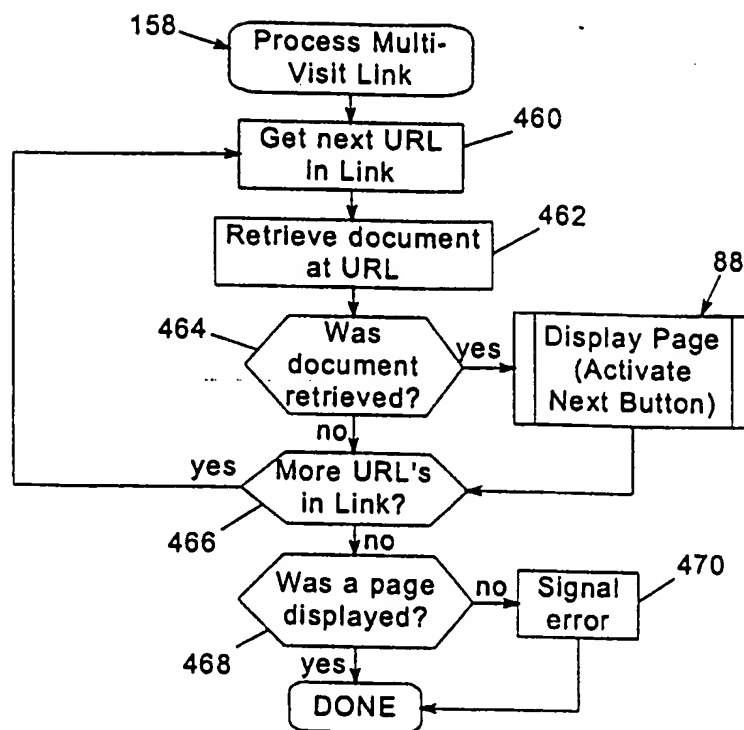 158
Process Multi-
Visit Link
460
Get next URL
in Link
462
Retrieve document
at URL
88
464
Was
document
retrieved?
yes
Display Page
(Activate
Next Button)
no
yes
More URL's
in Link?
466
no
470
Was a page
displayed?
no
Signal
error
468
yes
DONE